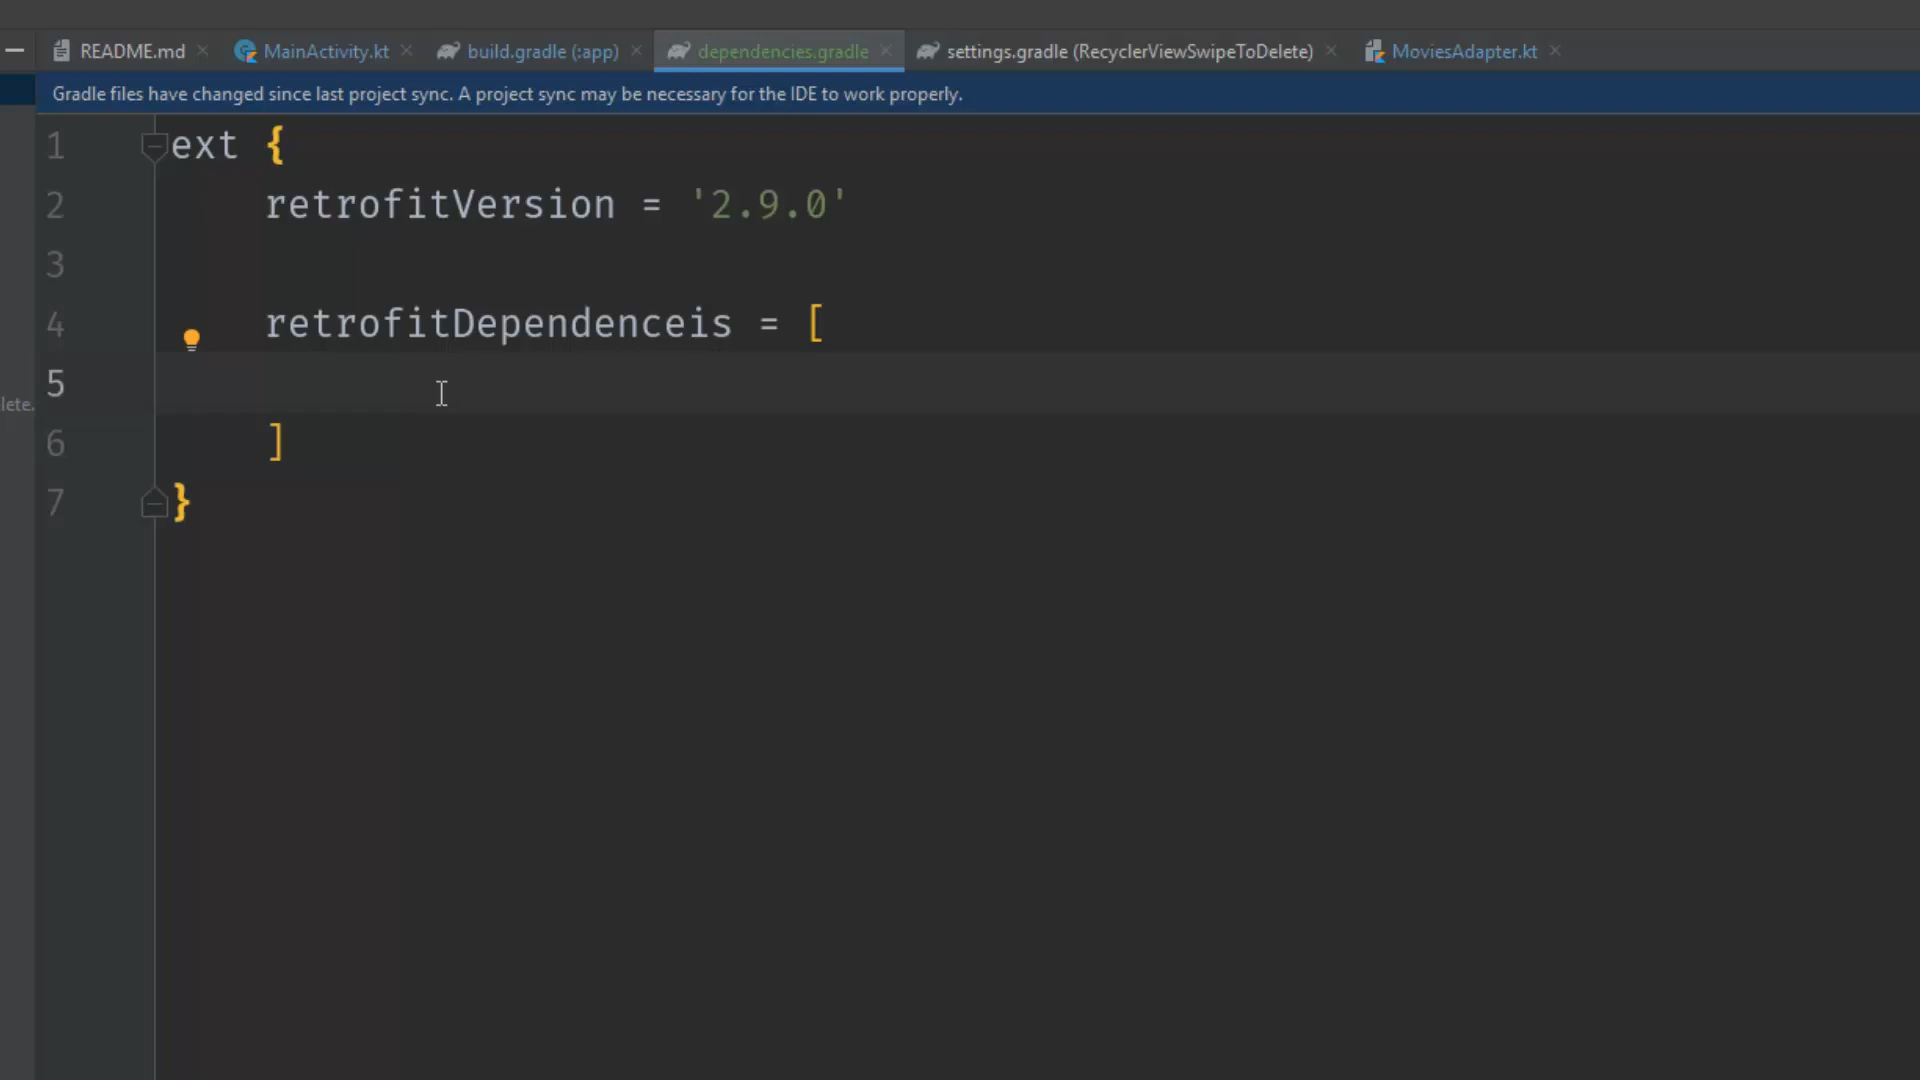 README.md MainActivity.kt build.gradle (:app) dependencies.gradle settings.gradle (RecyclerViewSwipeToDelete) MoviesAdapter.kt
Gradle files have changed since last project sync. A project sync may be necessary for the IDE to work properly.
1 ext {
2 retrofitVersion = '2.9.0'
3
4 retrofitDependenceis = [
5
lete.
6 ]
7 }